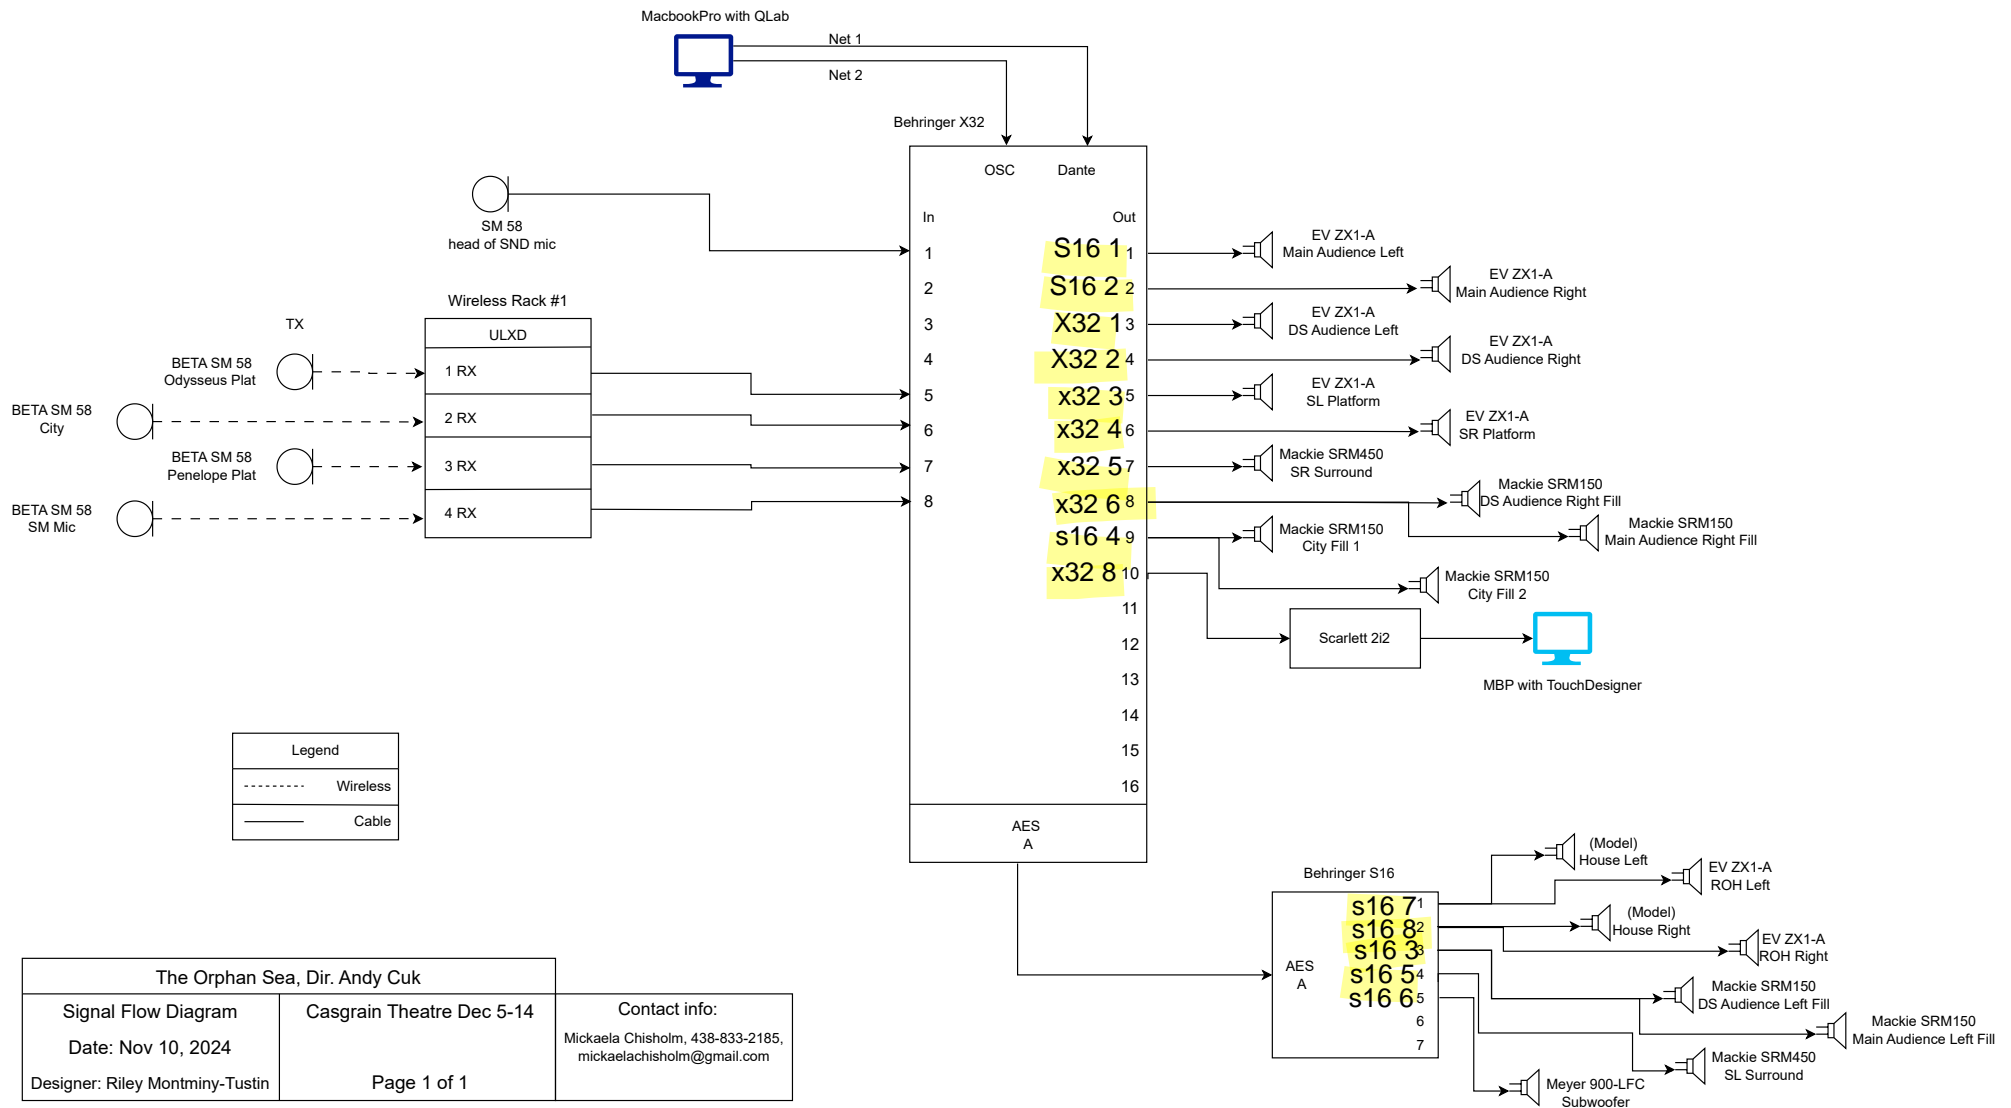 MacbookPro with QLab
Net 1
Net 2
Behringer X32
OSC
Dante
In
Out
1
2
3
4
5
6
7
8
S16 1 1
S16 2 2
X32 1 3
X32 2 4
x32 3 5
x32 4 6
x32 5 7
x32 6 8
s16 4 9
x32 8 10
11
12
13
14
15
16
AES
A
SM 58
head of SND mic
Wireless Rack #1
ULXD
1 RX
2 RX
3 RX
4 RX
TX
BETA SM 58
Odysseus Plat
BETA SM 58
City
BETA SM 58
Penelope Plat
BETA SM 58
SM Mic
EV ZX1-A
Main Audience Left
EV ZX1-A
Main Audience Right
EV ZX1-A
DS Audience Left
EV ZX1-A
DS Audience Right
EV ZX1-A
SL Platform
EV ZX1-A
SR Platform
Mackie SRM450
SR Surround
Mackie SRM150
DS Audience Right Fill
Mackie SRM150
Main Audience Right Fill
Mackie SRM150
City Fill 1
Mackie SRM150
City Fill 2
Scarlett 2i2
MBP with TouchDesigner
Legend
Wireless
Cable
Behringer S16
AES
A
s16 7 1
s16 8 2
s16 3 3
s16 5 4
s16 6 5
6
7
(Model)
House Left
EV ZX1-A
ROH Left
(Model)
House Right
EV ZX1-A
ROH Right
Mackie SRM150
DS Audience Left Fill
Mackie SRM150
Main Audience Left Fill
Mackie SRM450
SL Surround
Meyer 900-LFC
Subwoofer
The Orphan Sea, Dir. Andy Cuk
Signal Flow Diagram
Date: Nov 10, 2024
Designer: Riley Montminy-Tustin
Casgrain Theatre Dec 5-14
Page 1 of 1
Contact info:
Mickaela Chisholm, 438-833-2185,
mickaelachisholm@gmail.com